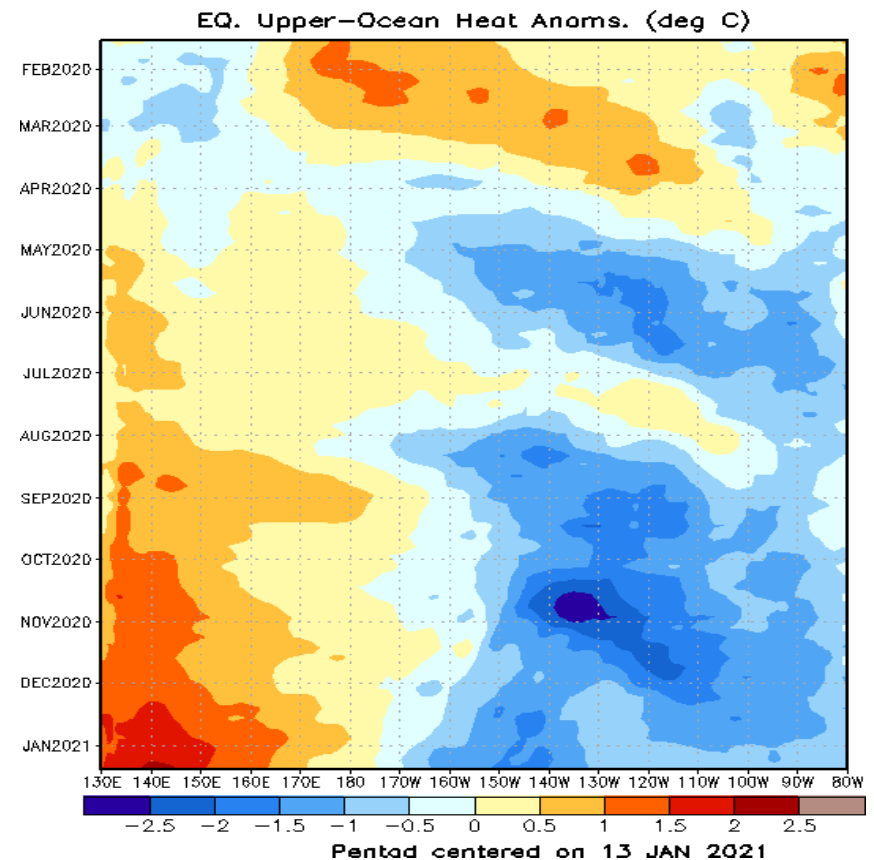 EQ. Upper-Ocean Heat Anoms. (deg C)
FEB2020
MAR2020
APR2020
MAY2020
JUN2020
JUL2020
AUG2020
SEP2020
OCT2020
NOV2020
DEC2020
JAN2021
130E 140E 150E 160E 170E 180 170W 160W 150W 140W 130W 120W 110W 100W 90W 80W
-2.5 -2 -1.5 -1 -0.5 0 0.5 1 1.5 2 2.5
Pentad centered on 13 JAN 2021